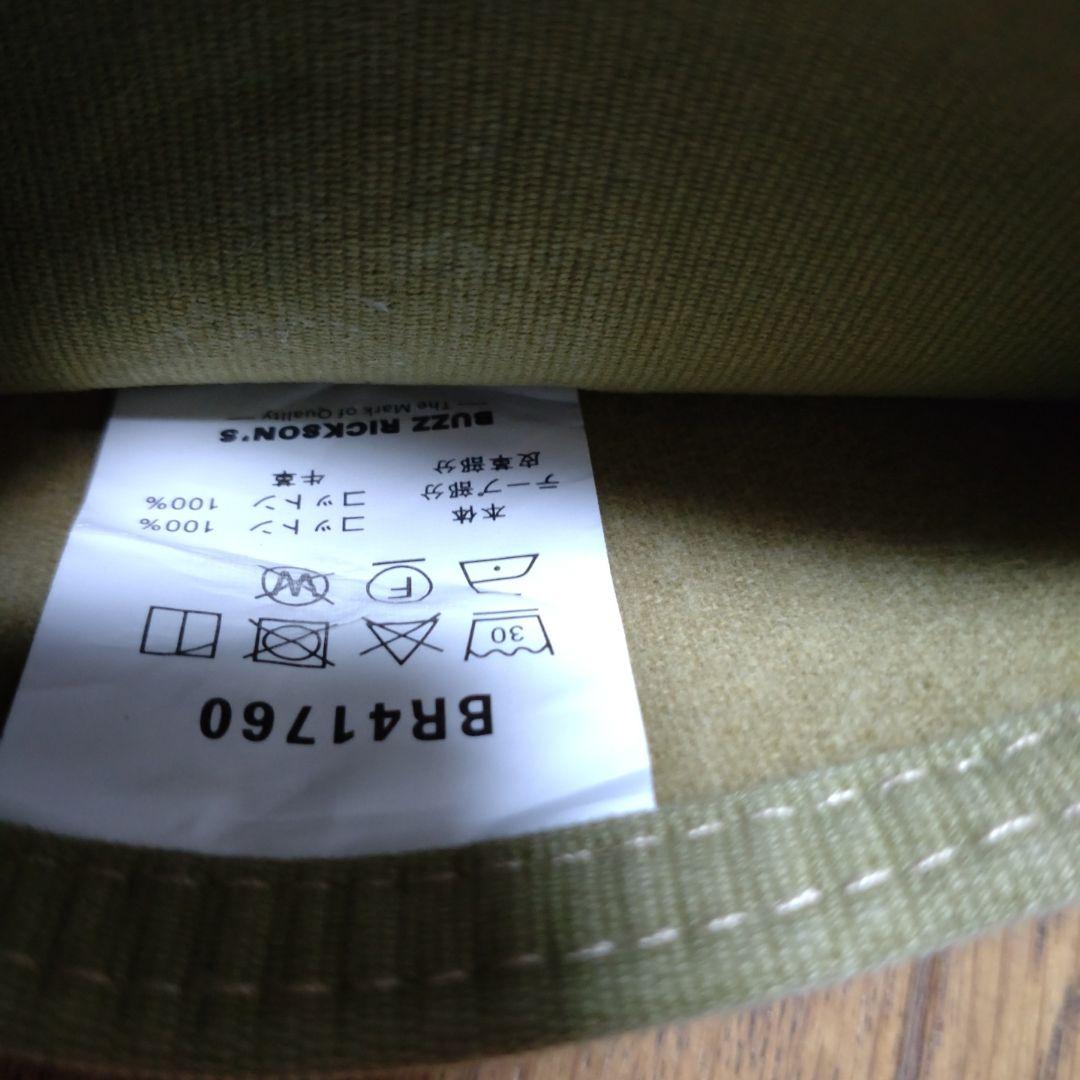 BR41760
30
F W
本体 コットン 100%
テープ部分 コットン 100%
皮革部分 牛革
BUZZ RICKSON'S
— The Mark of Quality —